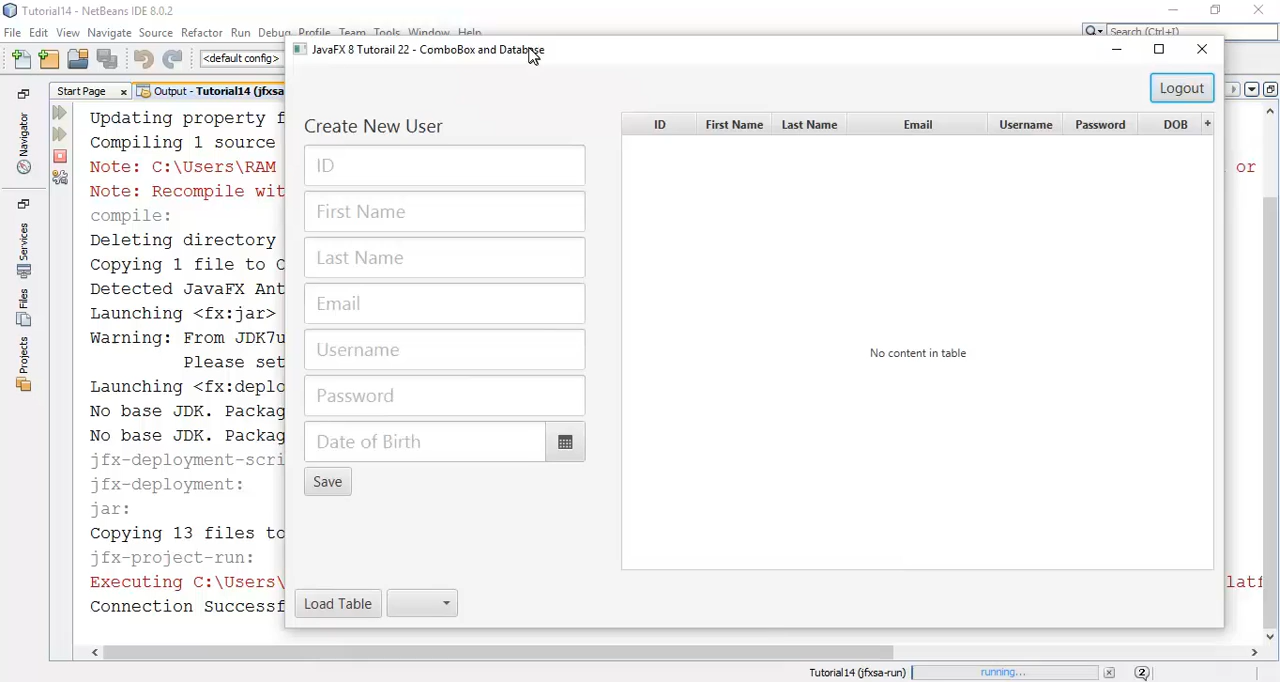 Tutorial14 - NetBeans IDE 8.0.2
File Edit View Navigate Source Refactor Run Debug Profile Team Tools Window Help
Search (Ctrl+I)
<default config>
JavaFX 8 Tutorail 22 - ComboBox and Database
Start Page
Output - Tutorial14 (jfxsa
Navigator
Services
Files
Projects
Updating property f
Compiling 1 source
Note: C:\Users\RAM
or
Note: Recompile wit
compile:
Deleting directory
Copying 1 file to C
Detected JavaFX Ant
Launching <fx:jar>
Warning: From JDK7u
Please set
Launching <fx:deplo
No base JDK. Packag
No base JDK. Packag
jfx-deployment-scri
jfx-deployment:
jar:
Copying 13 files to
jfx-project-run:
Executing C:\Users\
latf
Connection Successf
Logout
Create New User
ID
First Name
Last Name
Email
Username
Password
Date of Birth
Save
Load Table
ID First Name Last Name Email Username Password DOB +
No content in table
Tutorial14 (jfxsa-run)
running...
2